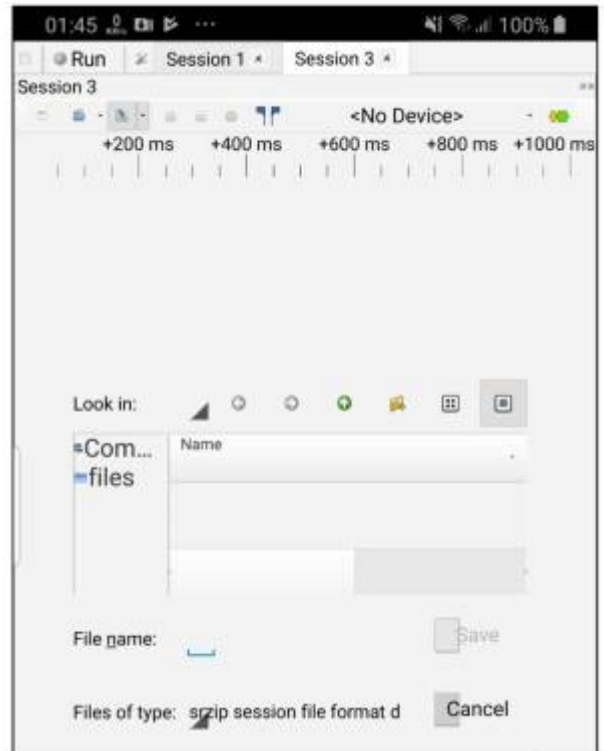 01:45 ... 100%
Run Session 1 Session 3
Session 3
<No Device>
+200 ms +400 ms +600 ms +800 ms +1000 ms
Look in:
Com... Name
files
File name: Save
Files of type: srzip session file format d Cancel